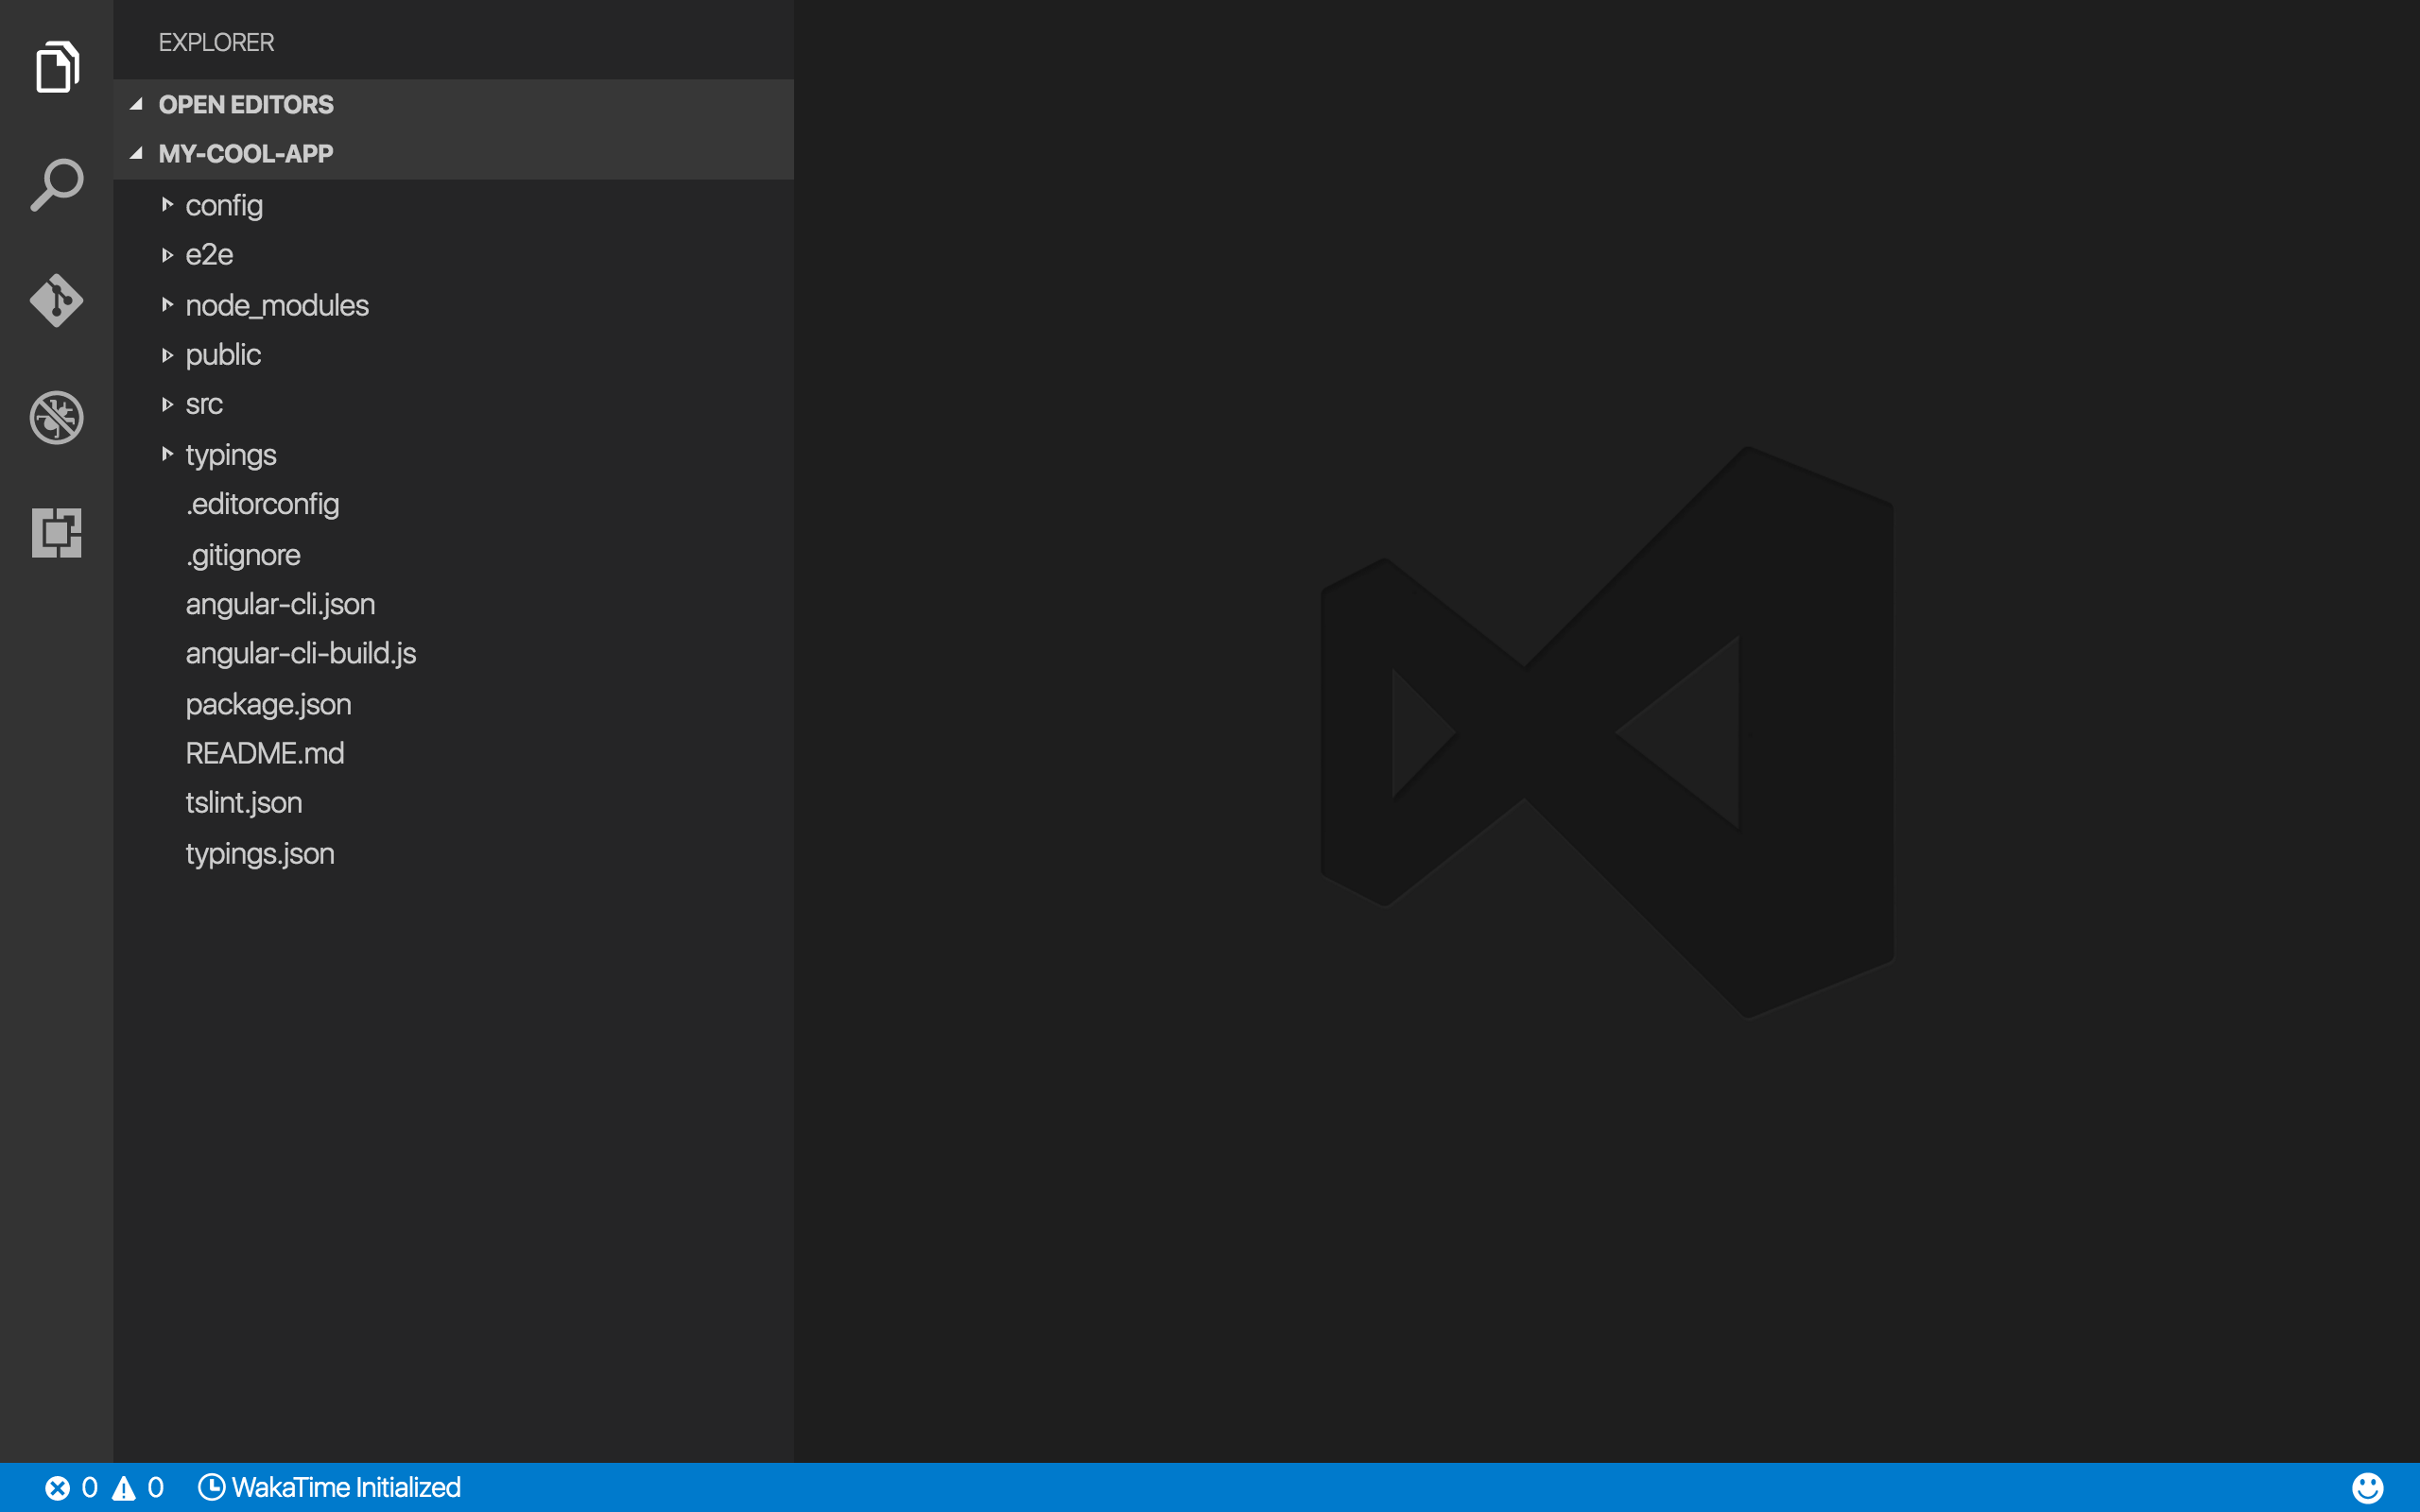 EXPLORER
OPEN EDITORS
MY-COOL-APP
config
e2e
node_modules
public
src
typings
.editorconfig
.gitignore
angular-cli.json
angular-cli-build.js
package.json
README.md
tslint.json
typings.json
0 0 WakaTime Initialized